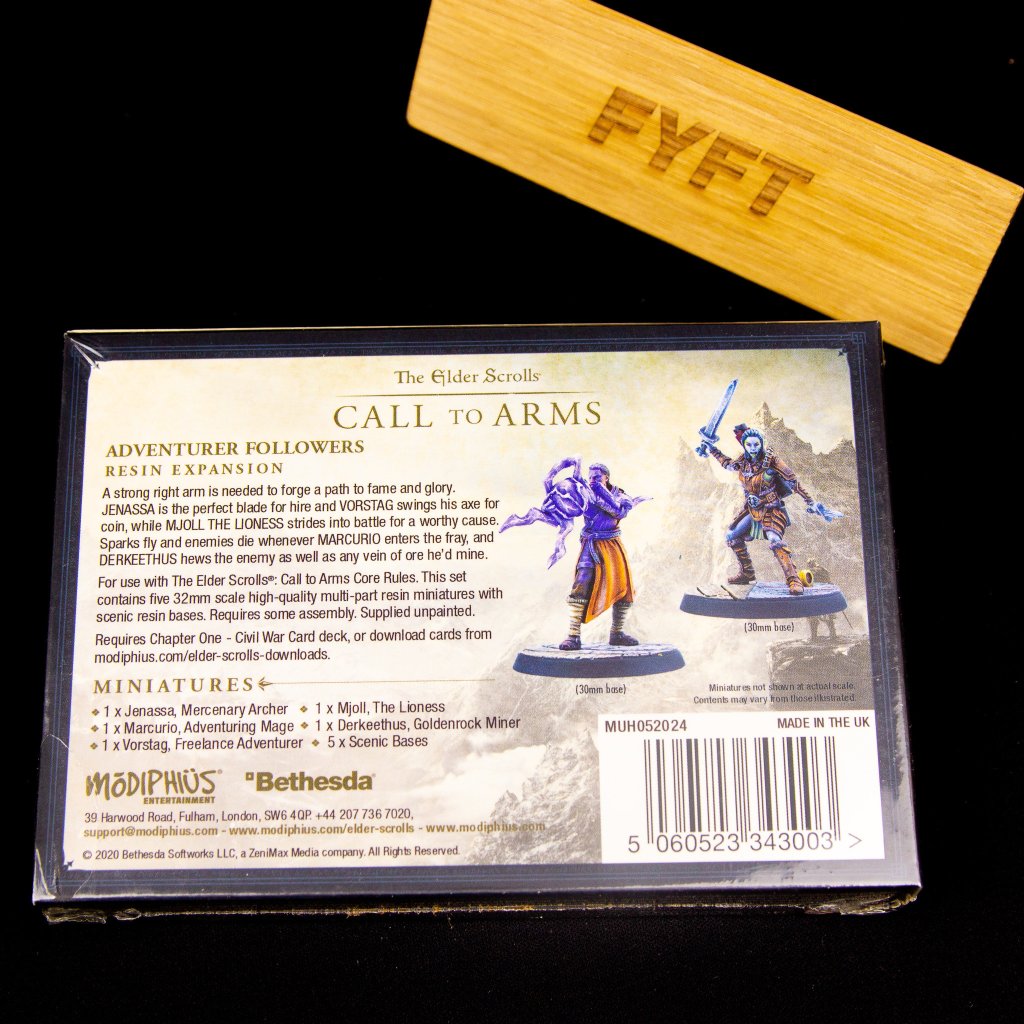 FYFT
The Elder Scrolls
CALL TO ARMS
ADVENTURER FOLLOWERS
RESIN EXPANSION
A strong right arm is needed to forge a path to fame and glory.
JENASSA is the perfect blade for hire and VORSTAG swings his axe for
coin, while MJOLL THE LIONESS strides into battle for a worthy cause.
Sparks fly and enemies die whenever MARCURIO enters the fray, and
DERKEETHUS hews the enemy as well as any vein of ore he'd mine.
For use with The Elder Scrolls®: Call to Arms Core Rules. This set
contains five 32mm scale high-quality multi-part resin miniatures with
scenic resin bases. Requires some assembly. Supplied unpainted.
Requires Chapter One - Civil War Card deck, or download cards from
modiphius.com/elder-scrolls-downloads.
(30mm base)
(30mm base)
Miniatures not shown at actual scale.
Contents may vary from those illustrated.
MINIATURES
❖ 1 x Jenassa, Mercenary Archer ❖ 1 x Mjoll, The Lioness
❖ 1 x Marcurio, Adventuring Mage ❖ 1 x Derkeethus, Goldenrock Miner
❖ 1 x Vorstag, Freelance Adventurer ❖ 5 x Scenic Bases
MUH052024 MADE IN THE UK
5 060523 343003 >
MŌDIPHIÜS®
ENTERTAINMENT
Bethesda®
39 Harwood Road, Fulham, London, SW6 4QP. +44 207 736 7020,
support@modiphius.com - www.modiphius.com/elder-scrolls - www.modiphius.com
© 2020 Bethesda Softworks LLC, a ZeniMax Media company. All Rights Reserved.